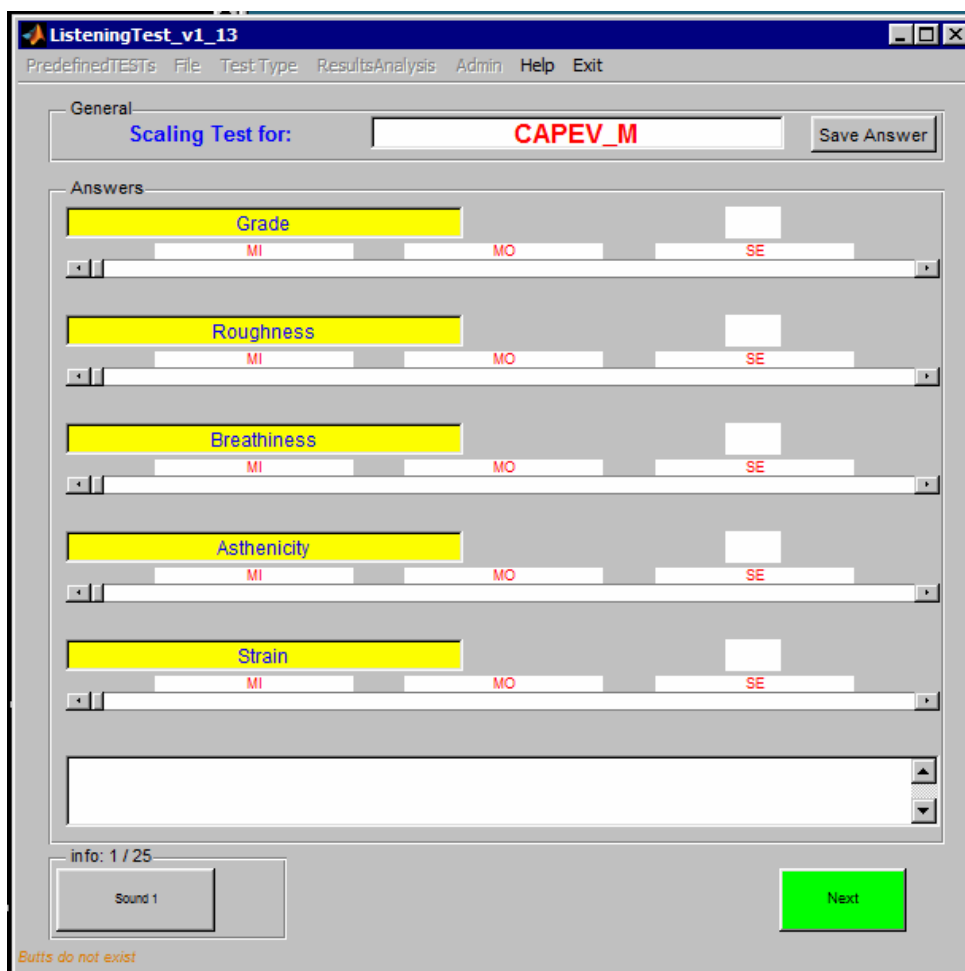 ListeningTest_v1_13
PredefinedTESTs File Test Type ResultsAnalysis Admin Help Exit
General
Scaling Test for: CAPEV_M Save Answer
Answers
Grade
MI MO SE
Roughness
MI MO SE
Breathiness
MI MO SE
Asthenicity
MI MO SE
Strain
MI MO SE
info: 1 / 25
Sound 1 Next
Butts do not exist